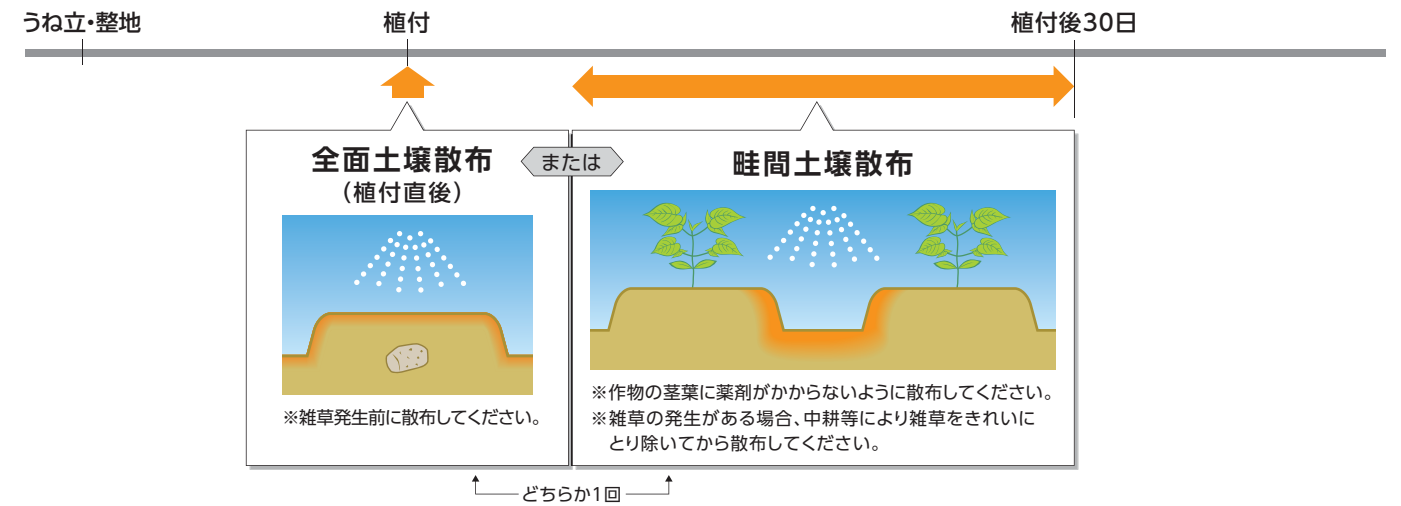 うね立・整地
植付
植付後30日
全面土壌散布
（植付直後）
または
畦間土壌散布
※雑草発生前に散布してください。
※作物の茎葉に薬剤がかからないように散布してください。
※雑草の発生がある場合、中耕等により雑草をきれいに
とり除いてから散布してください。
どちらか1回